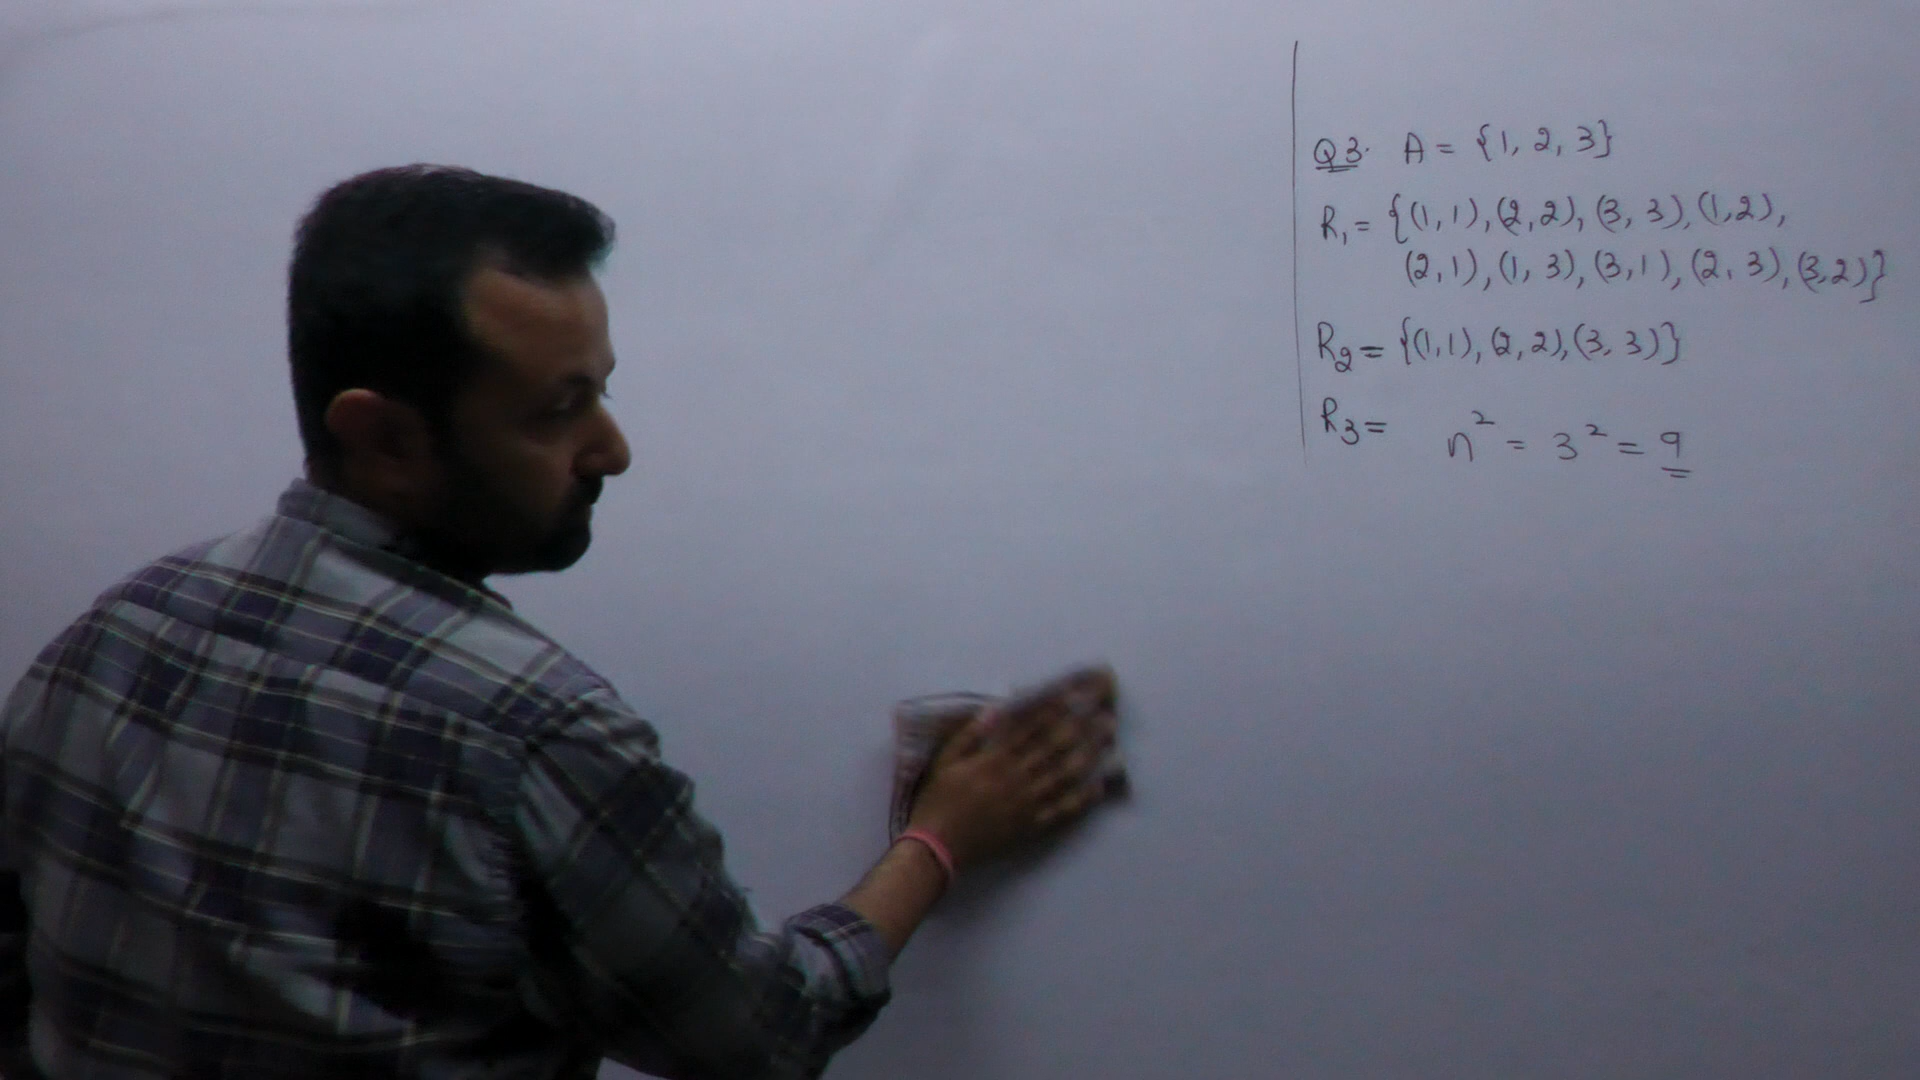 Q3. A = {1, 2, 3}
R₁ = {(1, 1), (2, 2), (3, 3), (1, 2),
(2, 1), (1, 3), (3, 1), (2, 3), (3, 2)}
R₂ = {(1, 1), (2, 2), (3, 3)}
R₃ = n² = 3² = 9